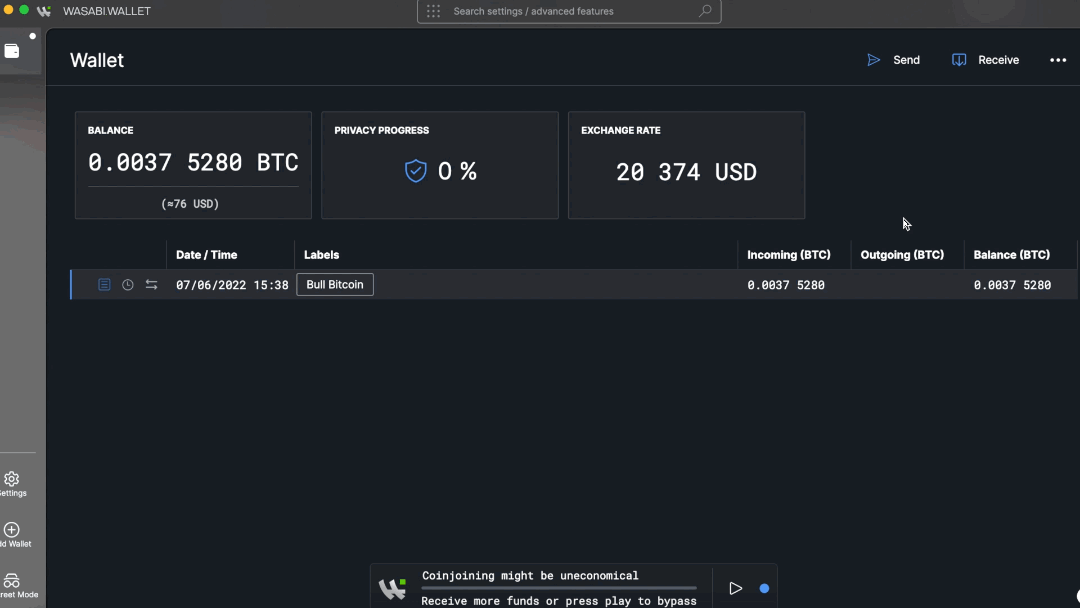 WASABI.WALLET
Search settings / advanced features
Wallet
Send
Receive
BALANCE
0.0037 5280 BTC
(≈76 USD)
PRIVACY PROGRESS
0 %
EXCHANGE RATE
20 374 USD
Date / Time Labels Incoming (BTC) Outgoing (BTC) Balance (BTC)
07/06/2022 15:38 Bull Bitcoin 0.0037 5280 0.0037 5280
ettings
dd Wallet
reet Mode
Coinjoining might be uneconomical
Receive more funds or press play to bypass